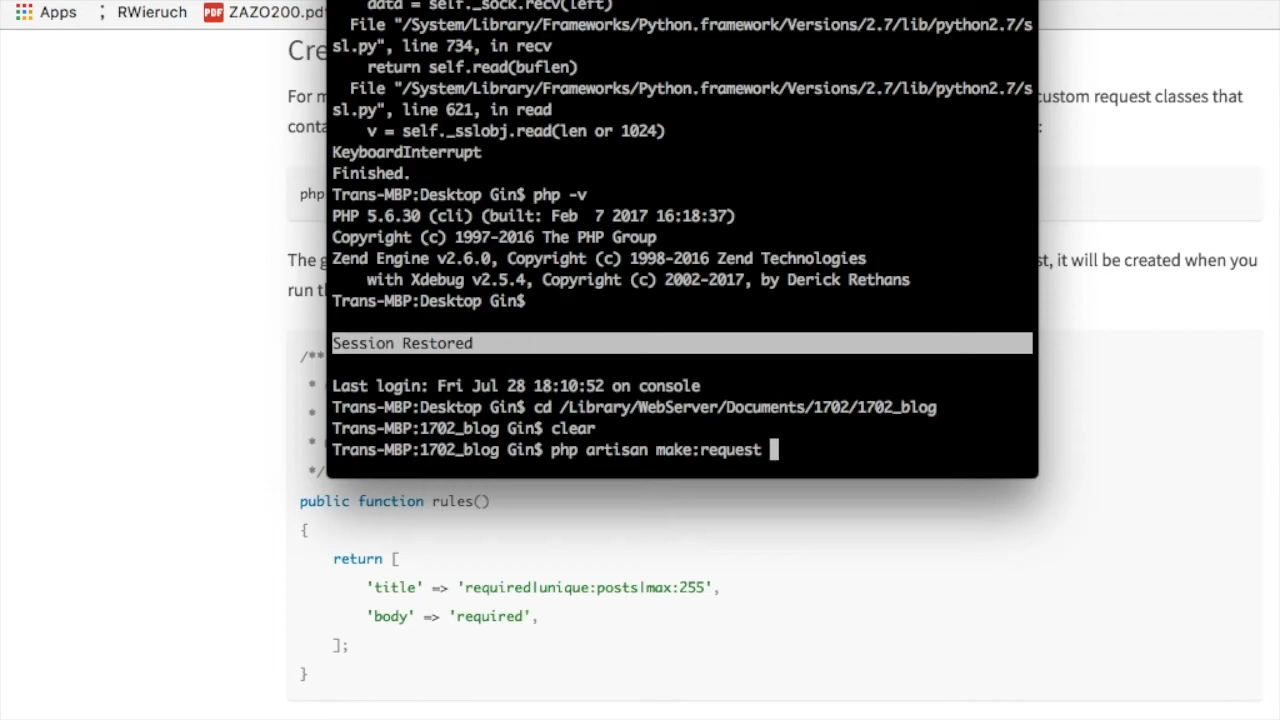 Apps
RWieruch
PDF ZAZO200.pdf
data = self._sock.recv(left)
File "/System/Library/Frameworks/Python.framework/Versions/2.7/lib/python2.7/s
sl.py", line 734, in recv
return self.read(buflen)
File "/System/Library/Frameworks/Python.framework/Versions/2.7/lib/python2.7/s
sl.py", line 621, in read
v = self._sslobj.read(len or 1024)
KeyboardInterrupt
Finished.
Trans-MBP:Desktop Gin$ php -v
PHP 5.6.30 (cli) (built: Feb  7 2017 16:18:37)
Copyright (c) 1997-2016 The PHP Group
Zend Engine v2.6.0, Copyright (c) 1998-2016 Zend Technologies
with Xdebug v2.5.4, Copyright (c) 2002-2017, by Derick Rethans
Trans-MBP:Desktop Gin$
Session Restored
Last login: Fri Jul 28 18:10:52 on console
Trans-MBP:Desktop Gin$ cd /Library/WebServer/Documents/1702/1702_blog
Trans-MBP:1702_blog Gin$ clear
Trans-MBP:1702_blog Gin$ php artisan make:request
Cre
For m
custom request classes that
conta
:
php
The g
st, it will be created when you
run th
/**
*
*
*
*/
public function rules()
{
return [
'title' => 'required|unique:posts|max:255',
'body' => 'required',
];
}